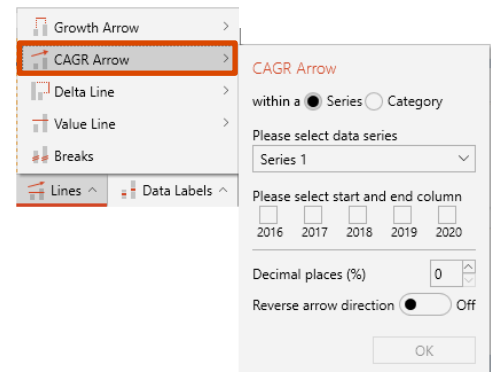 Growth Arrow
CAGR Arrow
Delta Line
Value Line
Breaks
Lines
Data Labels
CAGR Arrow
within a Series Category
Please select data series
Series 1
Please select start and end column
2016 2017 2018 2019 2020
Decimal places (%) 0
Reverse arrow direction Off
OK